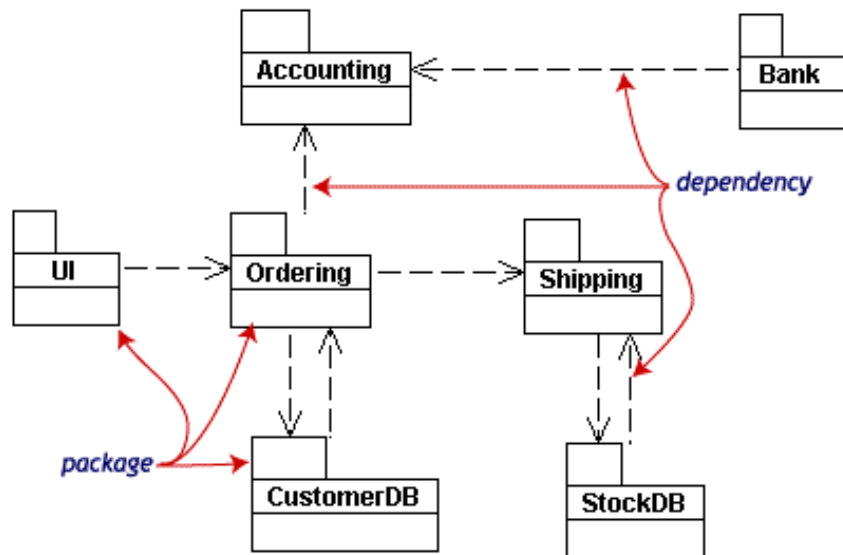 Accounting
Bank
dependency
UI
Ordering
Shipping
package
CustomerDB
StockDB